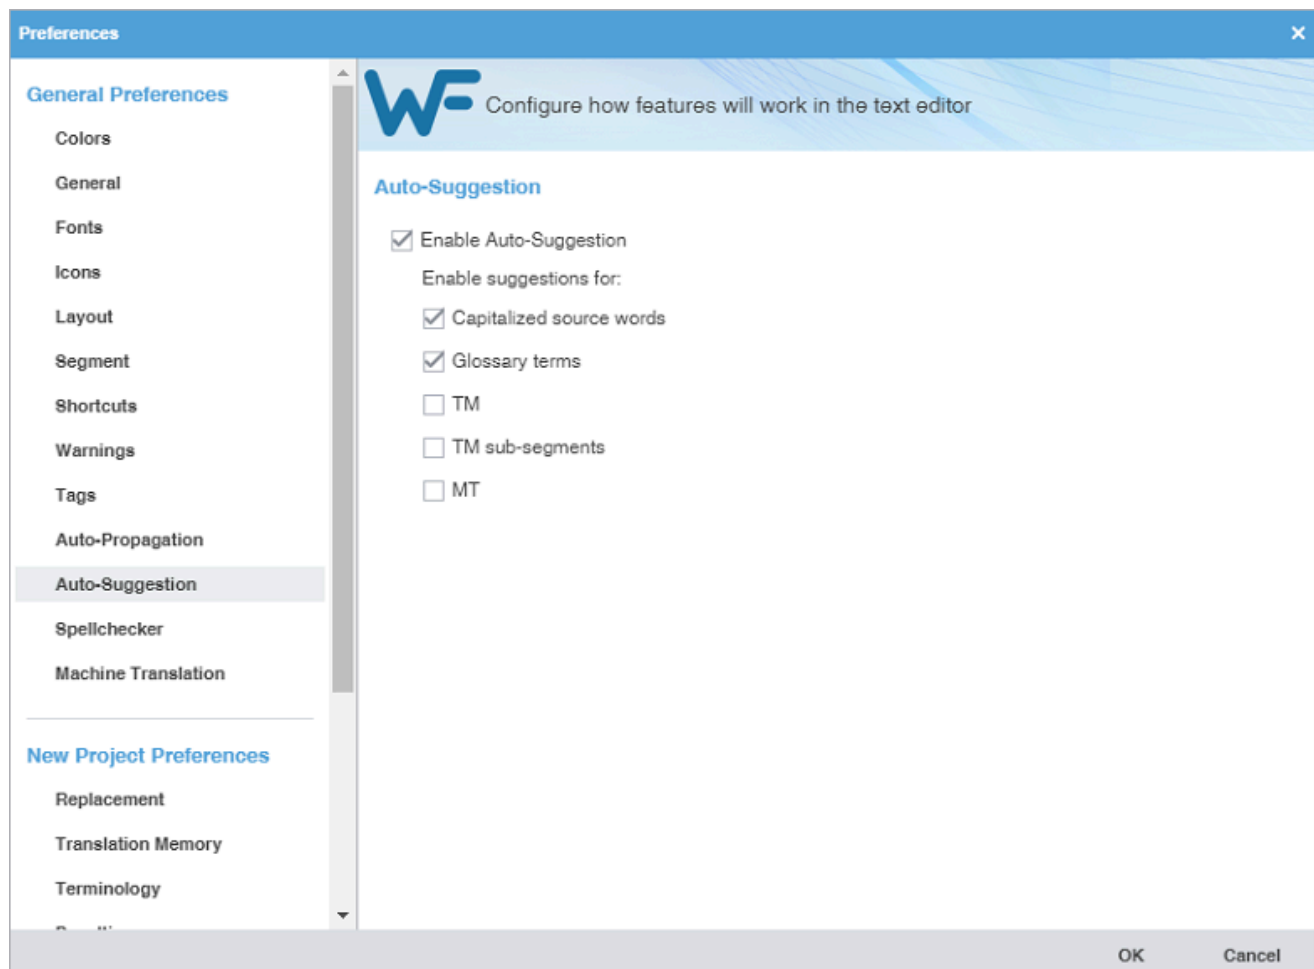 Preferences
General Preferences
Colors
General
Fonts
Icons
Layout
Segment
Shortcuts
Warnings
Tags
Auto-Propagation
Auto-Suggestion
Spellchecker
Machine Translation
New Project Preferences
Replacement
Translation Memory
Terminology
WF Configure how features will work in the text editor
Auto-Suggestion
Enable Auto-Suggestion
Enable suggestions for:
Capitalized source words
Glossary terms
TM
TM sub-segments
MT
OK Cancel